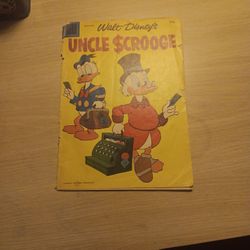 Walt Disney's
UNCLE $CROOGE